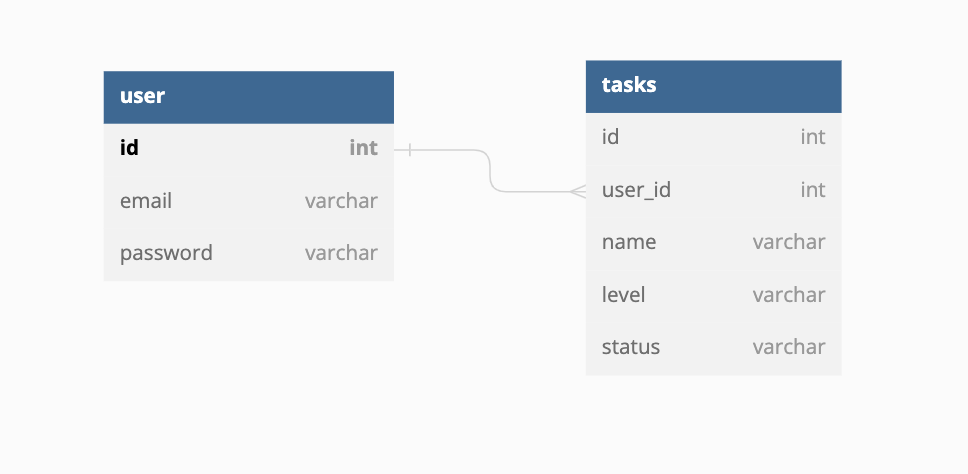 user
id int
email varchar
password varchar
tasks
id int
user_id int
name varchar
level varchar
status varchar